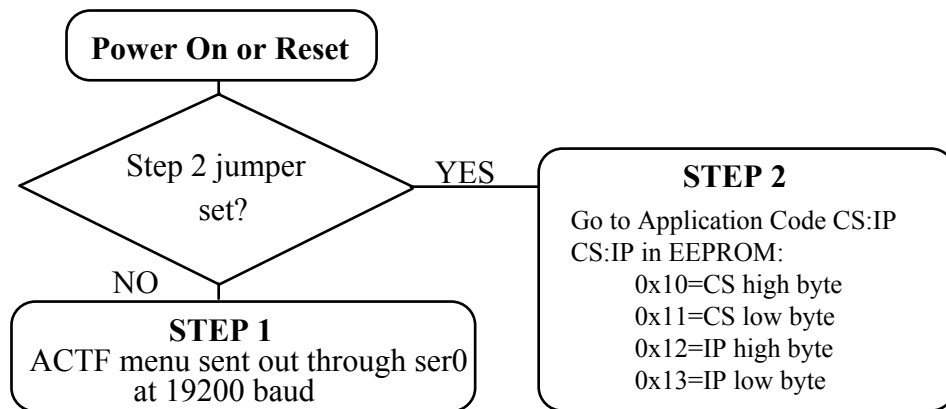 Power On or Reset
Step 2 jumper
set?
YES
NO
STEP 1
ACTF menu sent out through ser0
at 19200 baud
STEP 2
Go to Application Code CS:IP
CS:IP in EEPROM:
0x10=CS high byte
0x11=CS low byte
0x12=IP high byte
0x13=IP low byte